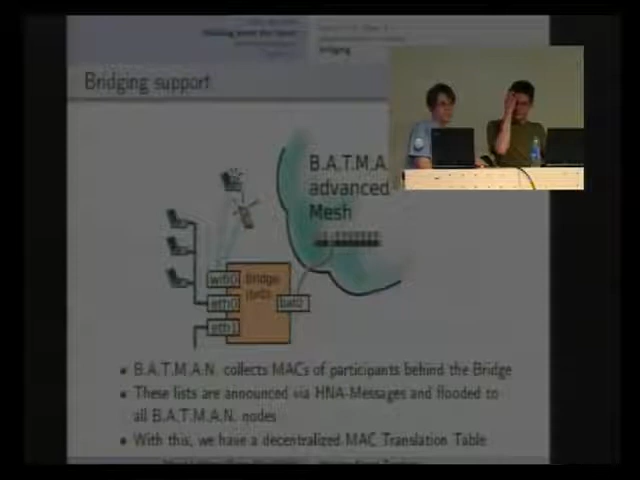 bridging
Bridging support
B.A.T.M.A.
advanced
Mesh
wifi0
Bridge
eth0
bat0
eth1
B.A.T.M.A.N. collects MACs of participants behind the Bridge
These lists are announced via HNA-Messages and flooded to
all B.A.T.M.A.N. nodes
With this, we have a decentralized MAC Translation Table